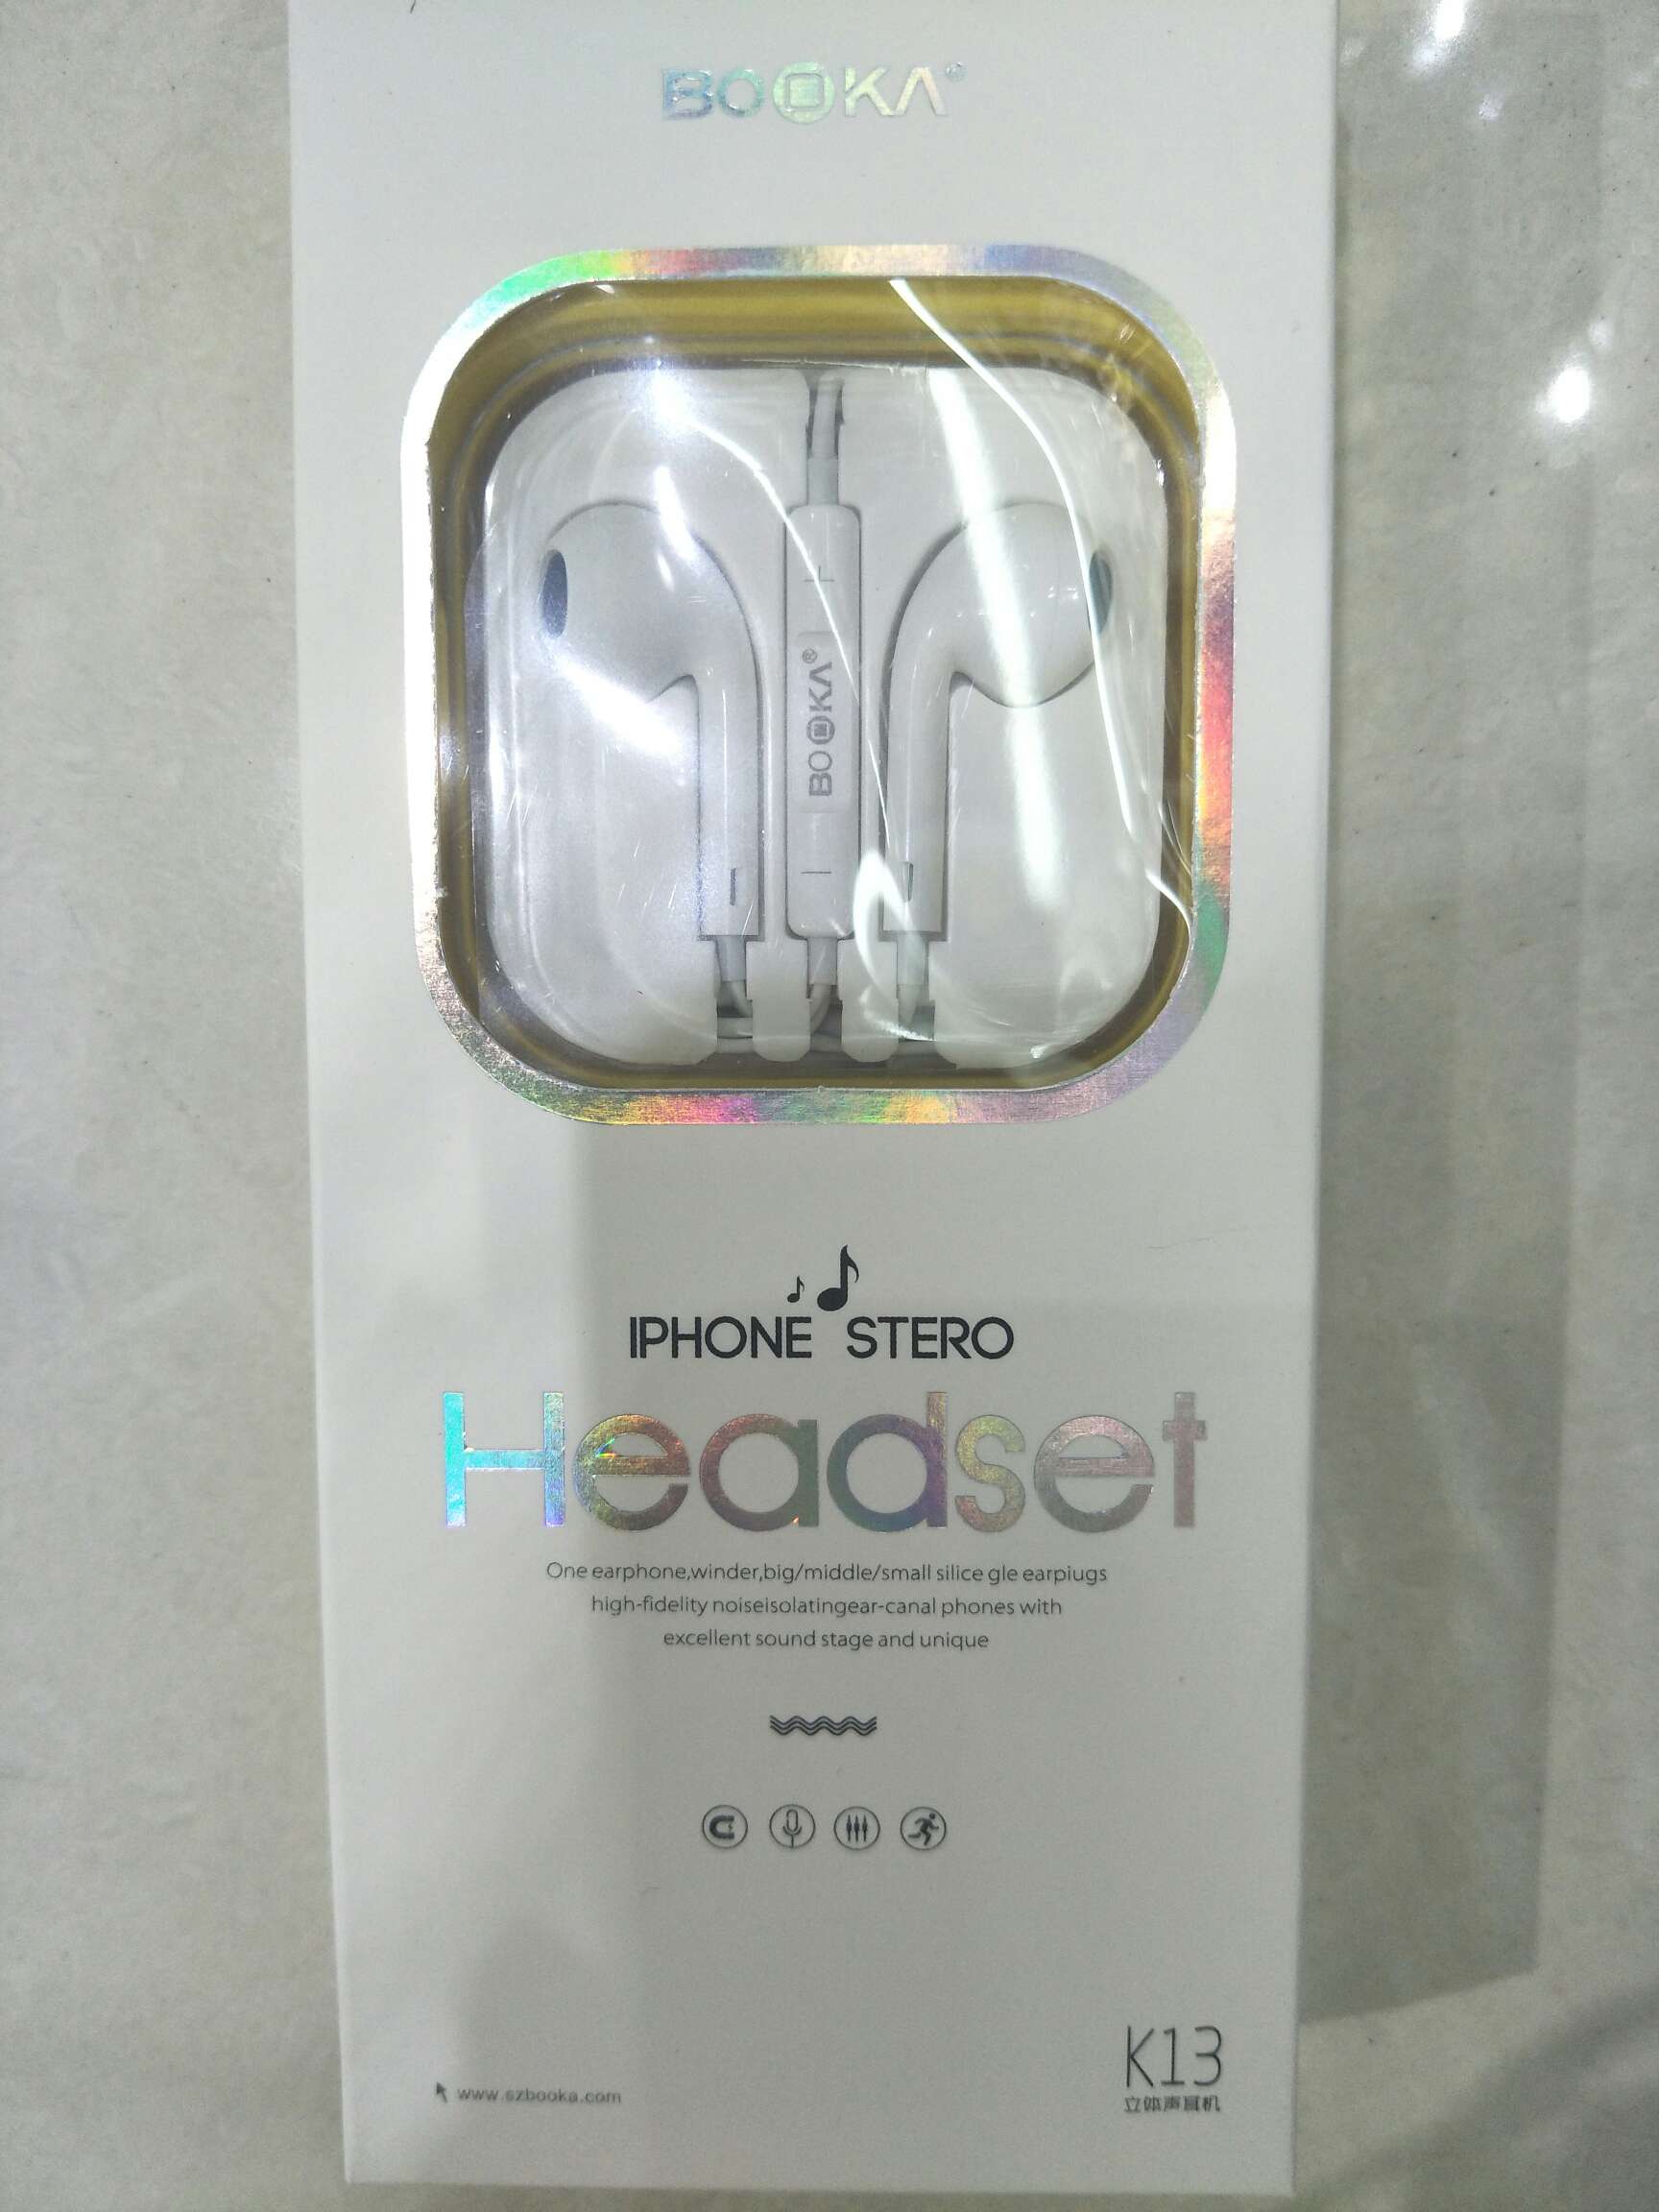 BOOKA®
+
BOOKA®
-
IPHONE STERO
Headset
One earphone,winder,big/middle/small silice gle earpiugs
high-fidelity noiseisolatingear-canal phones with
excellent sound stage and unique
K13
www.szbooka.com
立体声耳机